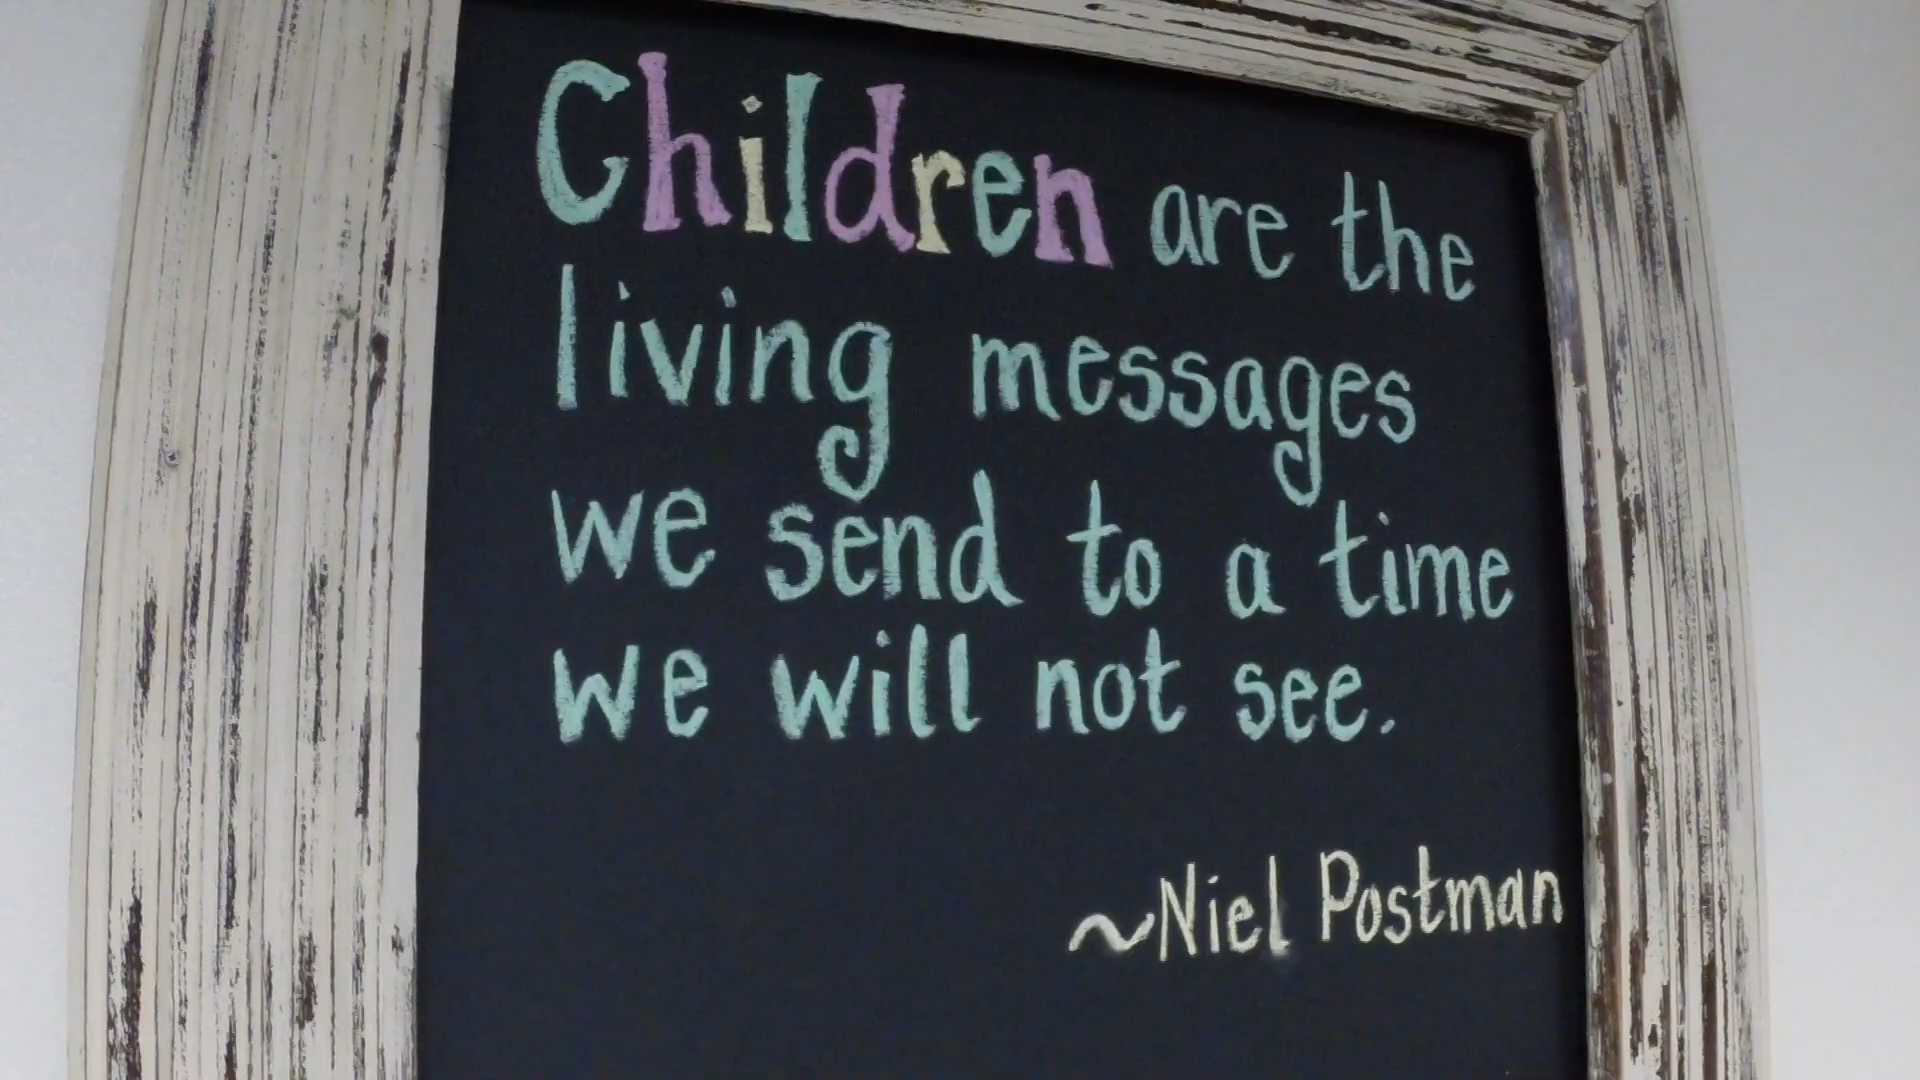 Children are the
living messages
we send to a time
we will not see.
~Niel Postman